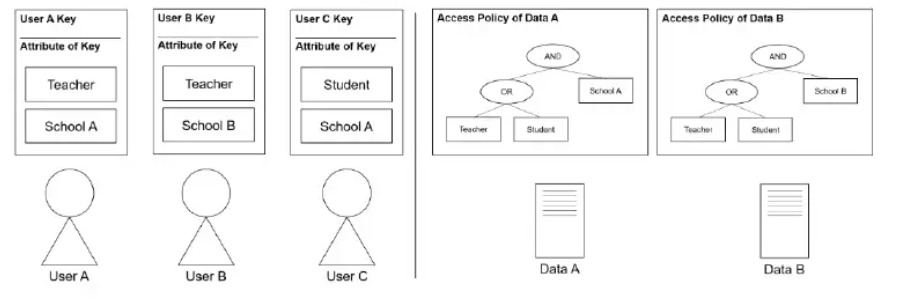 User A Key
Attribute of Key
Teacher
School A
User A
User B Key
Attribute of Key
Teacher
School B
User B
User C Key
Attribute of Key
Student
School A
User C
Access Policy of Data A
AND
OR
School A
Teacher
Student
Data A
Access Policy of Data B
AND
OR
School B
Teacher
Student
Data B